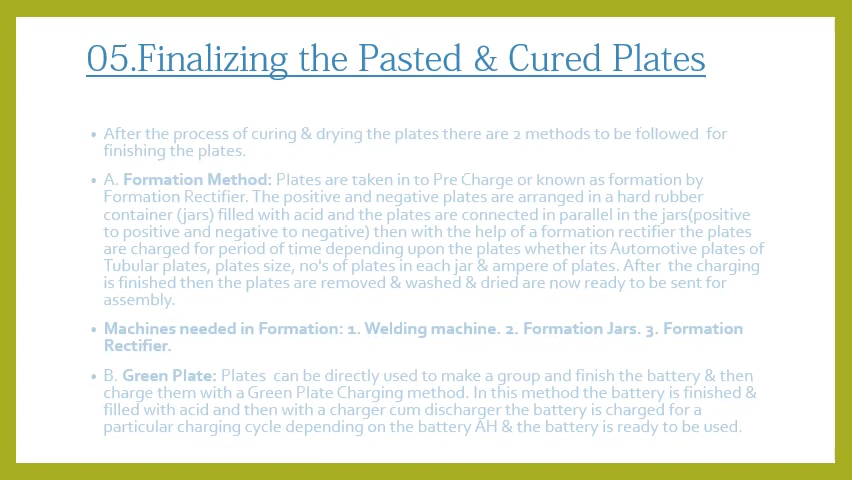 05.Finalizing the Pasted & Cured Plates
• After the process of curing & drying the plates there are 2 methods to be followed for
finishing the plates.
• A. Formation Method: Plates are taken in to Pre Charge or known as formation by
Formation Rectifier. The positive and negative plates are arranged in a hard rubber
container (jars) filled with acid and the plates are connected in parallel in the jars(positive
to positive and negative to negative) then with the help of a formation rectifier the plates
are charged for period of time depending upon the plates whether its Automotive plates of
Tubular plates, plates size, no's of plates in each jar & ampere of plates. After the charging
is finished then the plates are removed & washed & dried are now ready to be sent for
assembly.
• Machines needed in Formation: 1. Welding machine. 2. Formation Jars. 3. Formation
Rectifier.
• B. Green Plate: Plates can be directly used to make a group and finish the battery & then
charge them with a Green Plate Charging method. In this method the battery is finished &
filled with acid and then with a charger cum discharger the battery is charged for a
particular charging cycle depending on the battery AH & the battery is ready to be used.